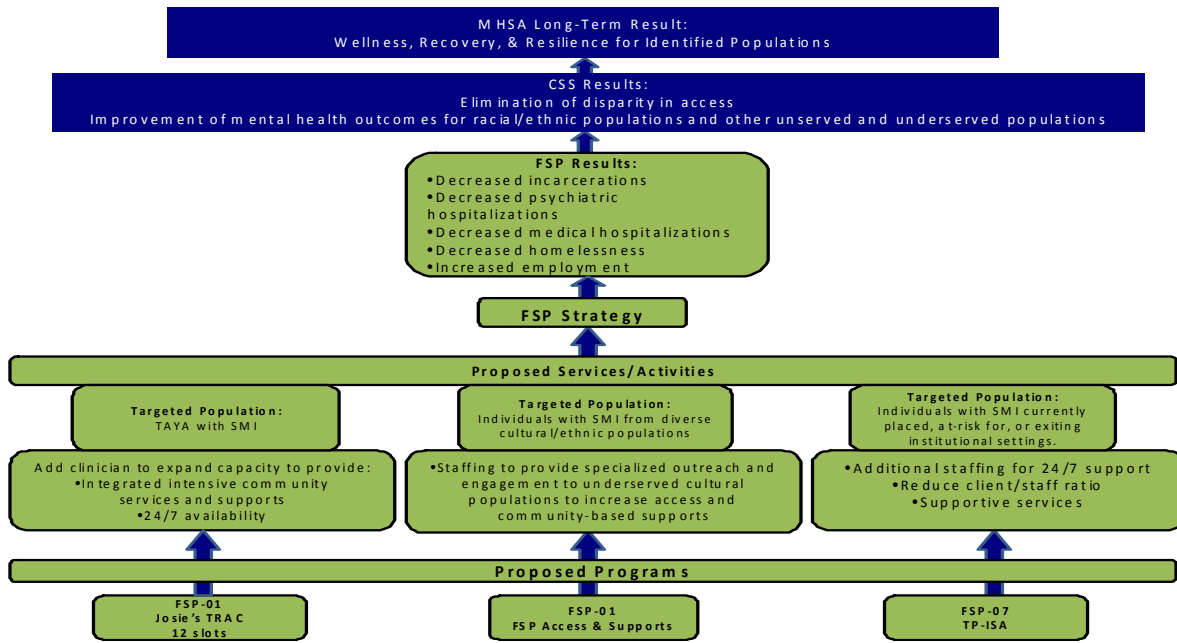 MHSA Long-Term Result:
Wellness, Recovery, & Resilience for Identified Populations
CSS Results:
Elimination of disparity in access
Improvement of mental health outcomes for racial/ethnic populations and other unserved and underserved populations
FSP Results:
•Decreased incarcerations
•Decreased psychiatric
hospitalizations
•Decreased medical hospitalizations
•Decreased homelessness
•Increased employment
FSP Strategy
Proposed Services/Activities
Targeted Population:
TAYA with SMI
Targeted Population:
Individuals with SMI from diverse
cultural/ethnic populations
Targeted Population:
Individuals with SMI currently
placed, at-risk for, or exiting
institutional settings.
Add clinician to expand capacity to provide:
•Integrated intensive community
services and supports
•24/7 availability
•Staffing to provide specialized outreach and
engagement to underserved cultural
populations to increase access and
community-based supports
•Additional staffing for 24/7 support
•Reduce client/staff ratio
•Supportive services
Proposed Programs
FSP-01
Josie's TRAC
12 slots
FSP-01
FSP Access & Supports
FSP-07
TP-ISA